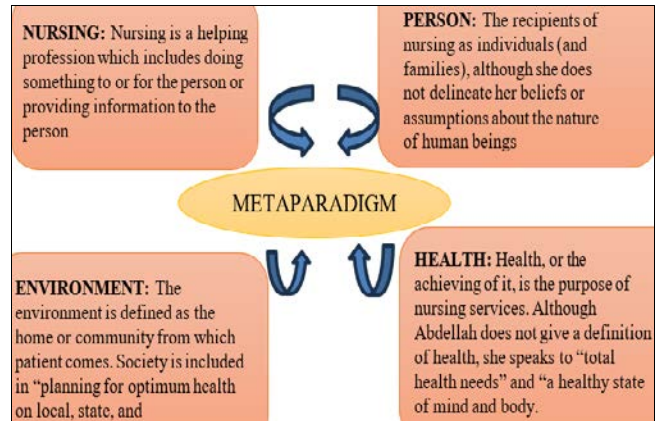 NURSING: Nursing is a helping
profession which includes doing
something to or for the person or
providing information to the
person
PERSON: The recipients of
nursing as individuals (and
families), although she does
not delineate her beliefs or
assumptions about the nature
of human beings
METAPARADIGM
ENVIRONMENT: The
environment is defined as the
home or community from which
patient comes. Society is included
in “planning for optimum health
on local, state, and
HEALTH: Health, or the
achieving of it, is the purpose of
nursing services. Although
Abdellah does not give a definition
of health, she speaks to “total
health needs” and “a healthy state
of mind and body.